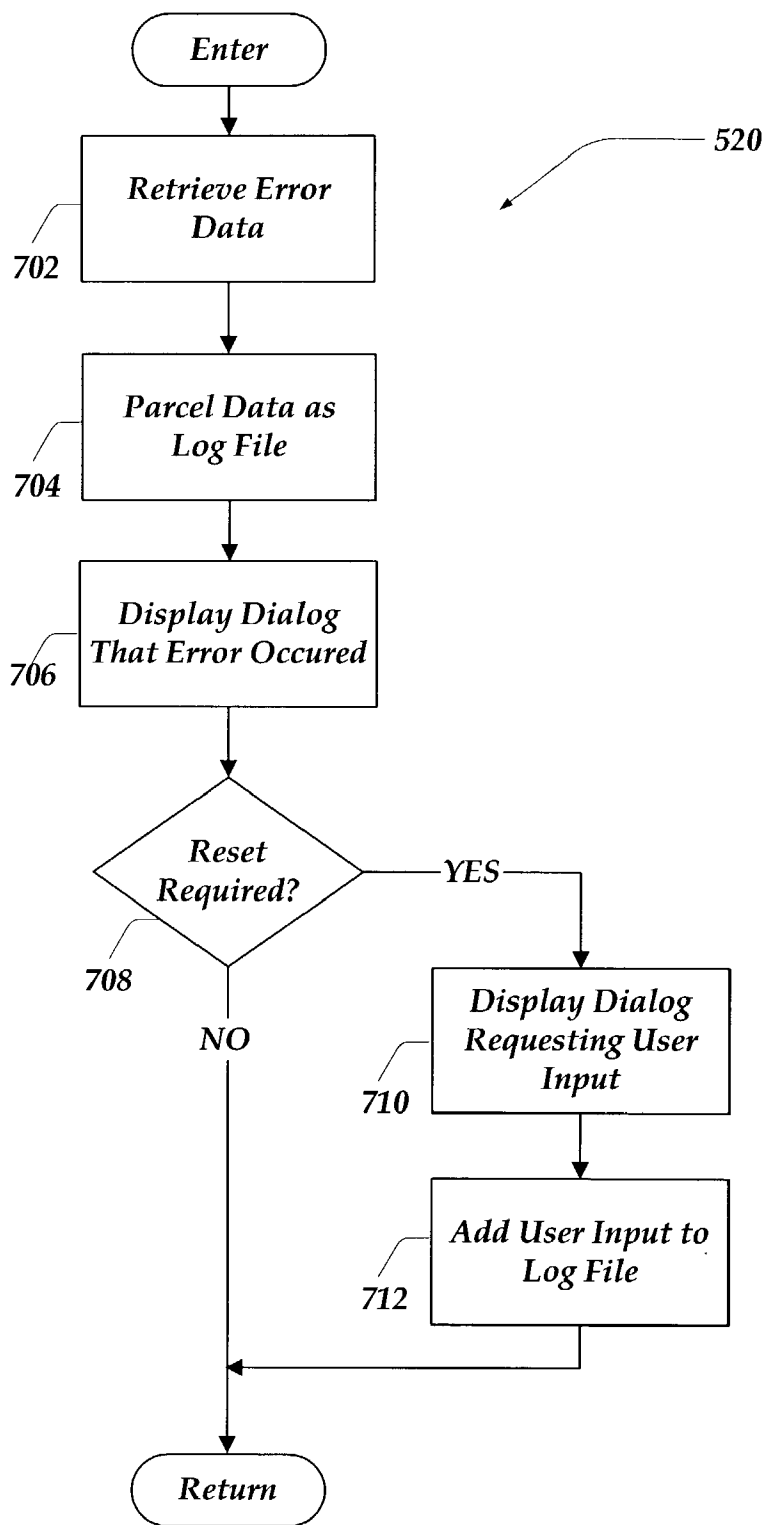 Enter
520
Retrieve Error
Data
702
Parcel Data as
Log File
704
Display Dialog
That Error Occured
706
Reset
Required?
YES
708
NO
Display Dialog
Requesting User
Input
710
Add User Input to
Log File
712
Return